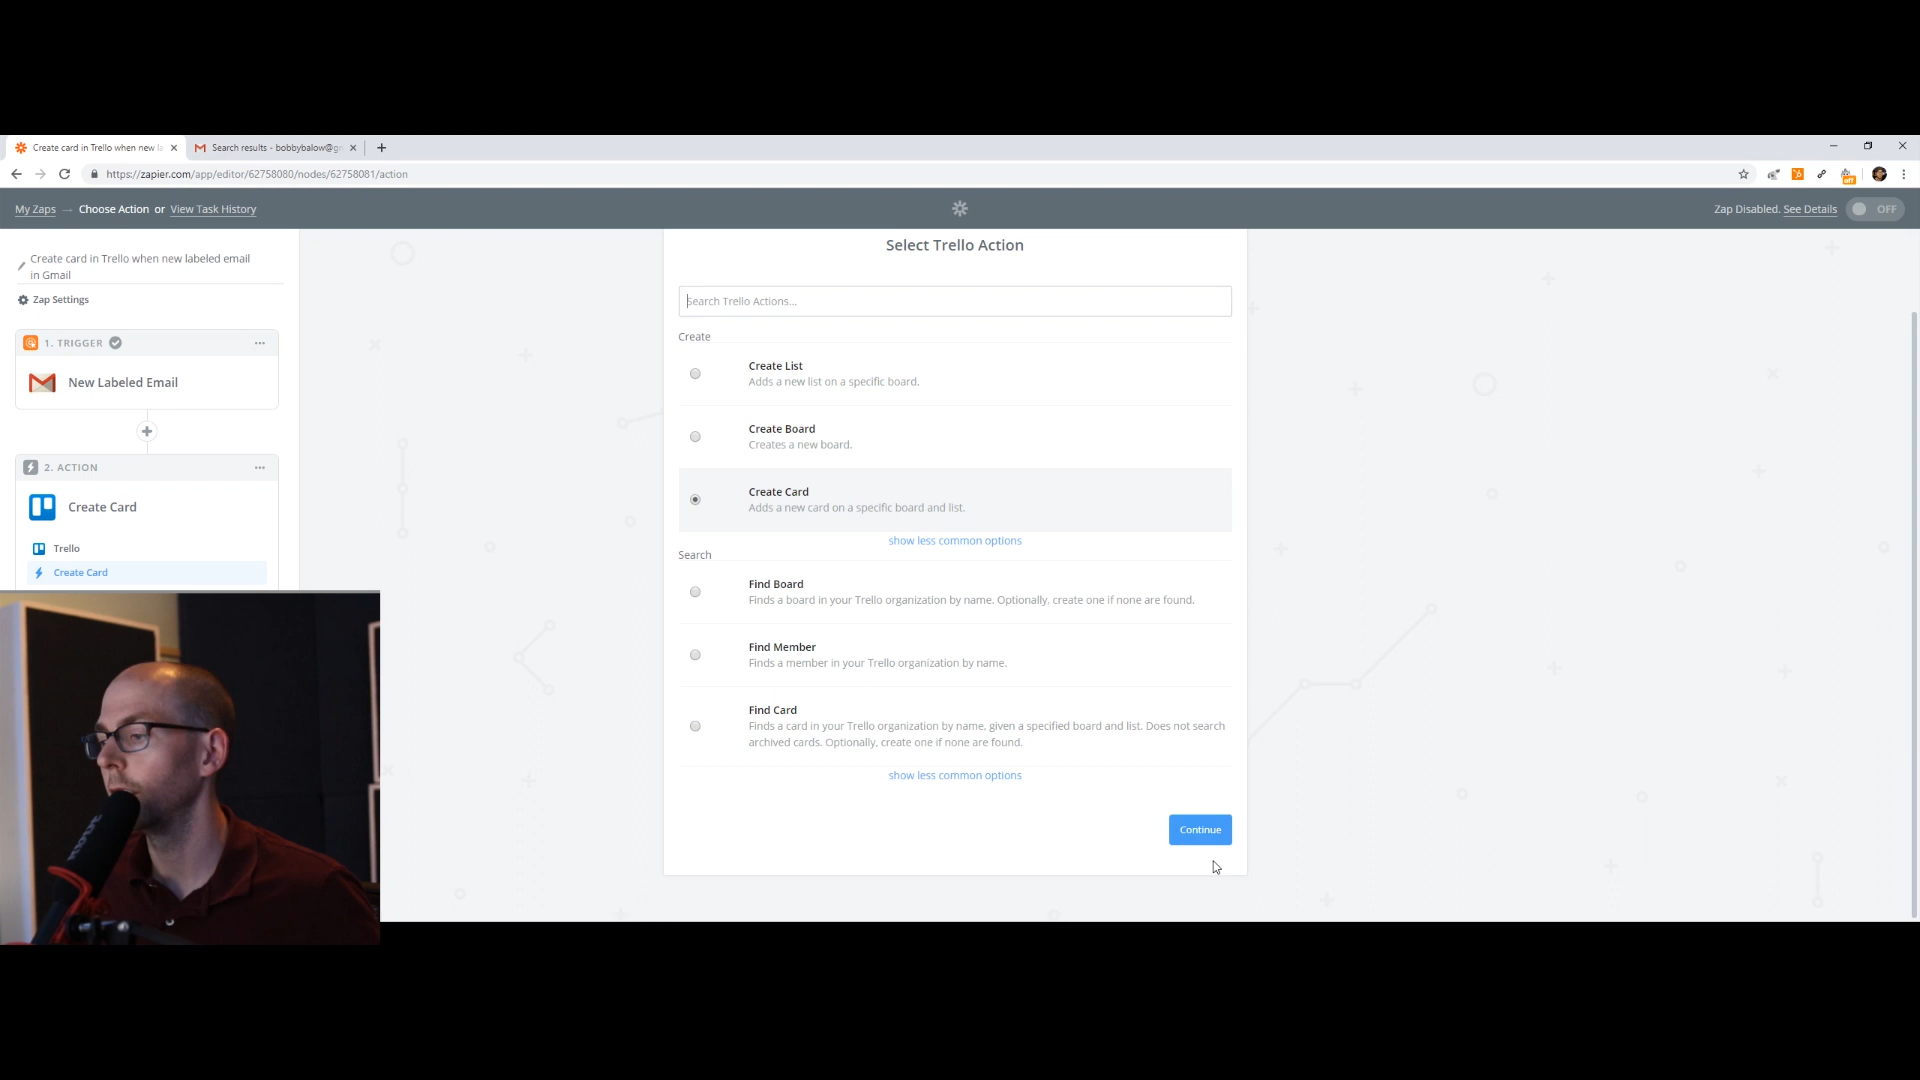 Create card in Trello when new la
Search results - bobbybalow@g
https://zapier.com/app/editor/62758080/nodes/62758081/action
off
My Zaps → Choose Action or View Task History
Zap Disabled. See Details
OFF
Create card in Trello when new labeled email
in Gmail
Zap Settings
1. TRIGGER
New Labeled Email
2. ACTION
Create Card
Trello
Create Card
Select Trello Action
Search Trello Actions...
Create
Create List
Adds a new list on a specific board.
Create Board
Creates a new board.
Create Card
Adds a new card on a specific board and list.
show less common options
Search
Find Board
Finds a board in your Trello organization by name. Optionally, create one if none are found.
Find Member
Finds a member in your Trello organization by name.
Find Card
Finds a card in your Trello organization by name, given a specified board and list. Does not search
archived cards. Optionally, create one if none are found.
show less common options
Continue
RODE